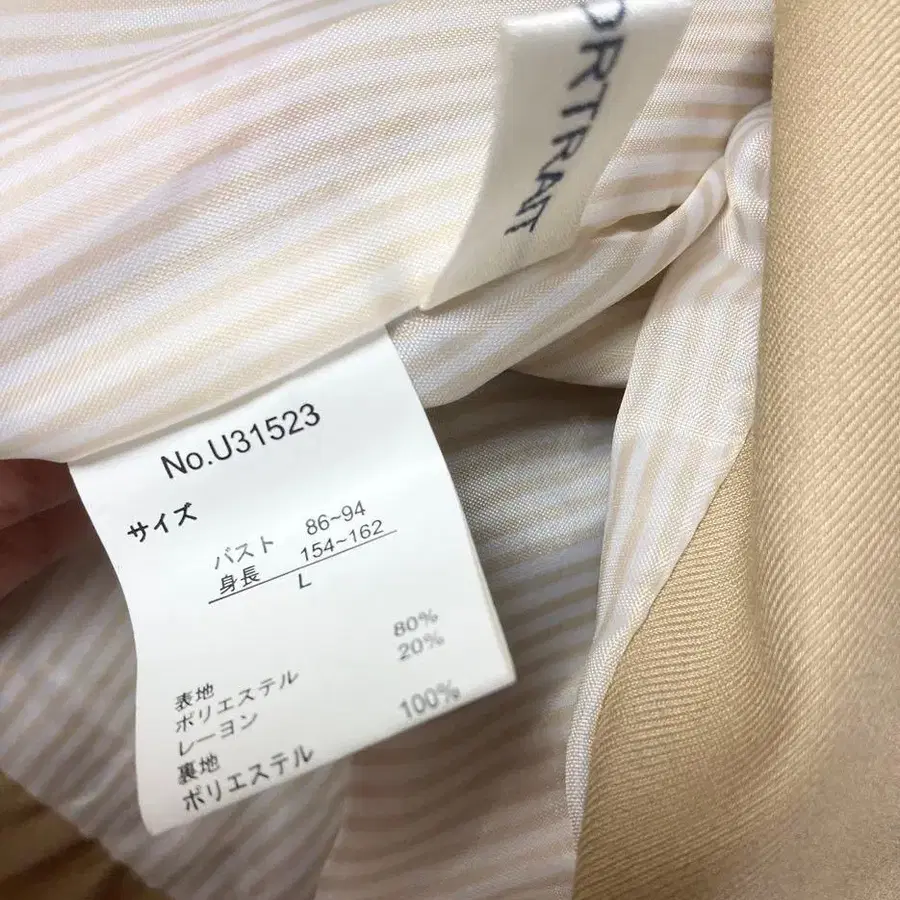 ORTRAIT
No.U31523
サイズ
バスト 86~94
身長 154~162
L
表地
ポリエステル 80%
レーヨン 20%
裏地
ポリエステル 100%